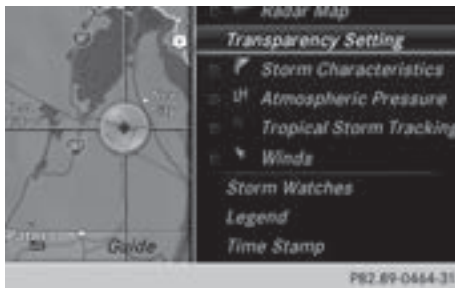 Radar Map
Transparency Setting
Storm Characteristics
Atmospheric Pressure
Tropical Storm Tracking
Winds
Storm Watches
Legend
Time Stamp
Guide
P82.89-0464-31